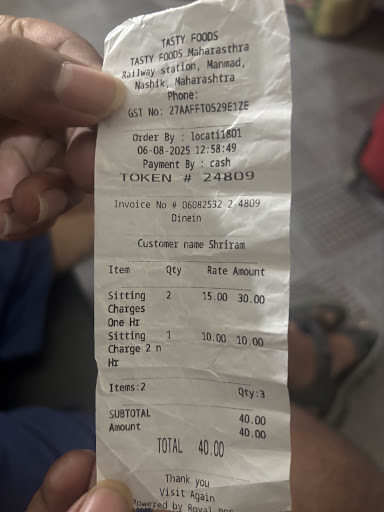 TASTY FOODS
TASTY FOODS Maharasthra
Railway station, Manmad,
Nashik, Maharashtra
Phone:
GST No: 27AAFFT0529E1ZE
Order By : locati1801
06-08-2025 12:58:49
Payment By : cash
TOKEN # 24809
Invoice No # 06082532 2 4809
Dinein
Customer name Shriram
Item Qty Rate Amount
Sitting 2 15.00 30.00
Charges
One Hr
Sitting 1 10.00 10.00
Charge 2 n
Hr
Items:2 Qty:3
SUBTOTAL 40.00
Amount 40.00
TOTAL 40.00
Thank you
Visit Again
Powered by Royal POS